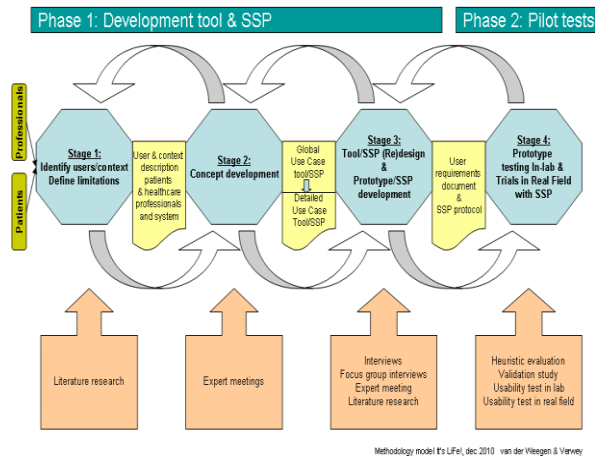 Phase 1: Development tool & SSP
Phase 2: Pilot tests
Professionals
Patients
Stage 1:
Identify users/context
Define limitations
User & context
description
patients
& healthcare
professionals
and system
Stage 2:
Concept development
Global
Use Case
tool/SSP
Detailed
Use Case
Tool/SSP
Stage 3:
Tool/SSP (Re)design
&
Prototype/SSP
development
User
requirements
document
&
SSP protocol
Stage 4:
Prototype
testing In-lab &
Trials in Real Field
with SSP
Literature research
Expert meetings
Interviews
Focus group interviews
Expert meeting
Literature research
Heuristic evaluation
Validation study
Usability test in lab
Usability test in real field
Methodology model It's LiFe!, dec 2010 van der Weegen & Verwey